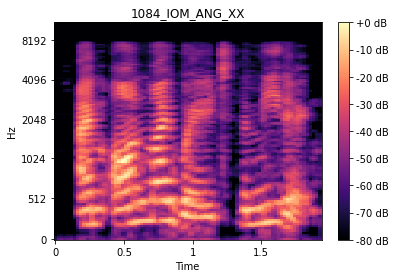 1084_IOM_ANG_XX
+0 dB
8192
-10 dB
4096
-20 dB
-30 dB
2048
Hz
-40 dB
1024
-50 dB
512
-60 dB
-70 dB
0
-80 dB
0
0.5
1
1.5
Time